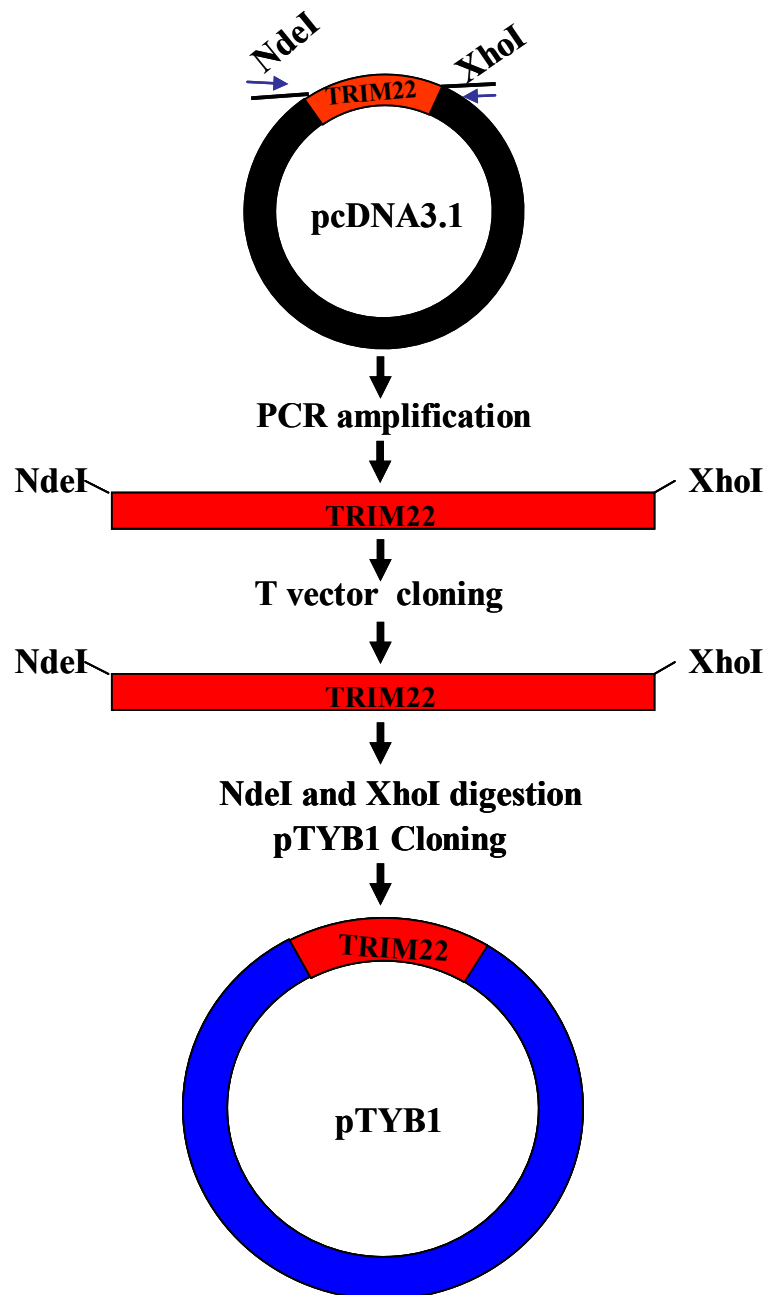 NdeI XhoI
TRIM22
pcDNA3.1
PCR amplification
NdeI XhoI
TRIM22
T vector cloning
NdeI XhoI
TRIM22
NdeI and XhoI digestion
pTYB1 Cloning
TRIM22
pTYB1